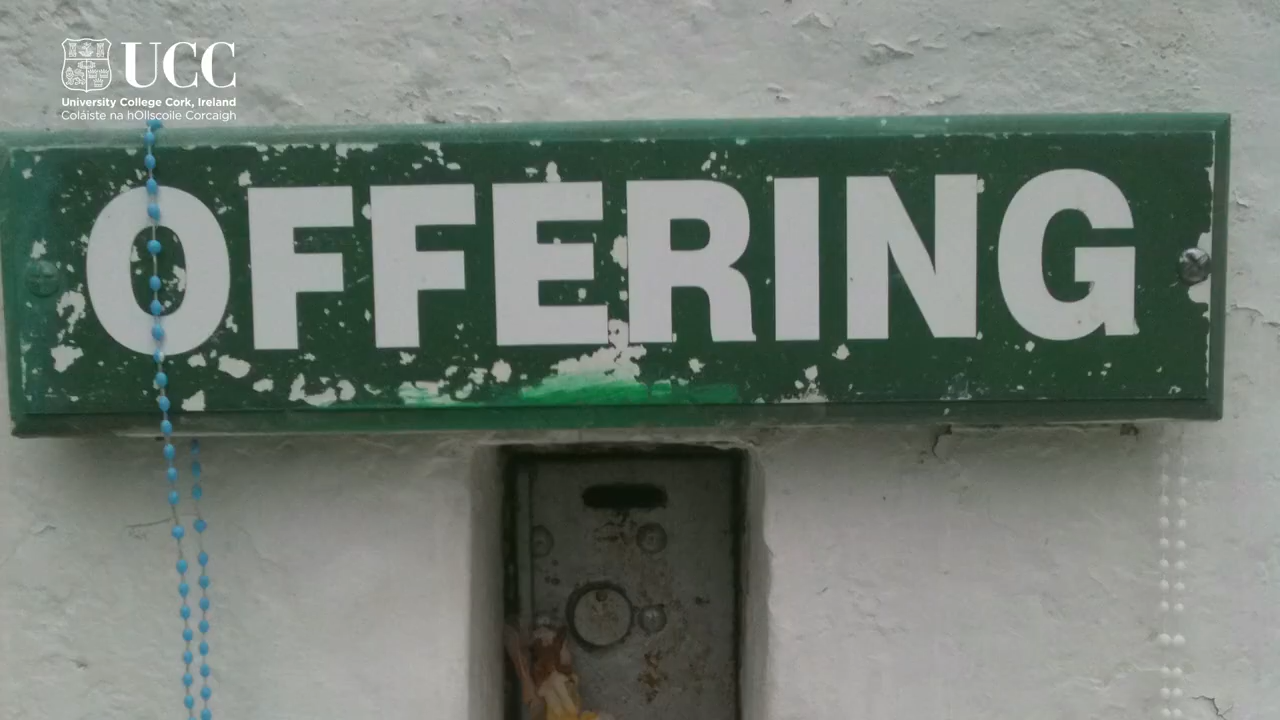 UCC
University College Cork, Ireland
Coláiste na hOllscoile Corcaigh
OFFERING